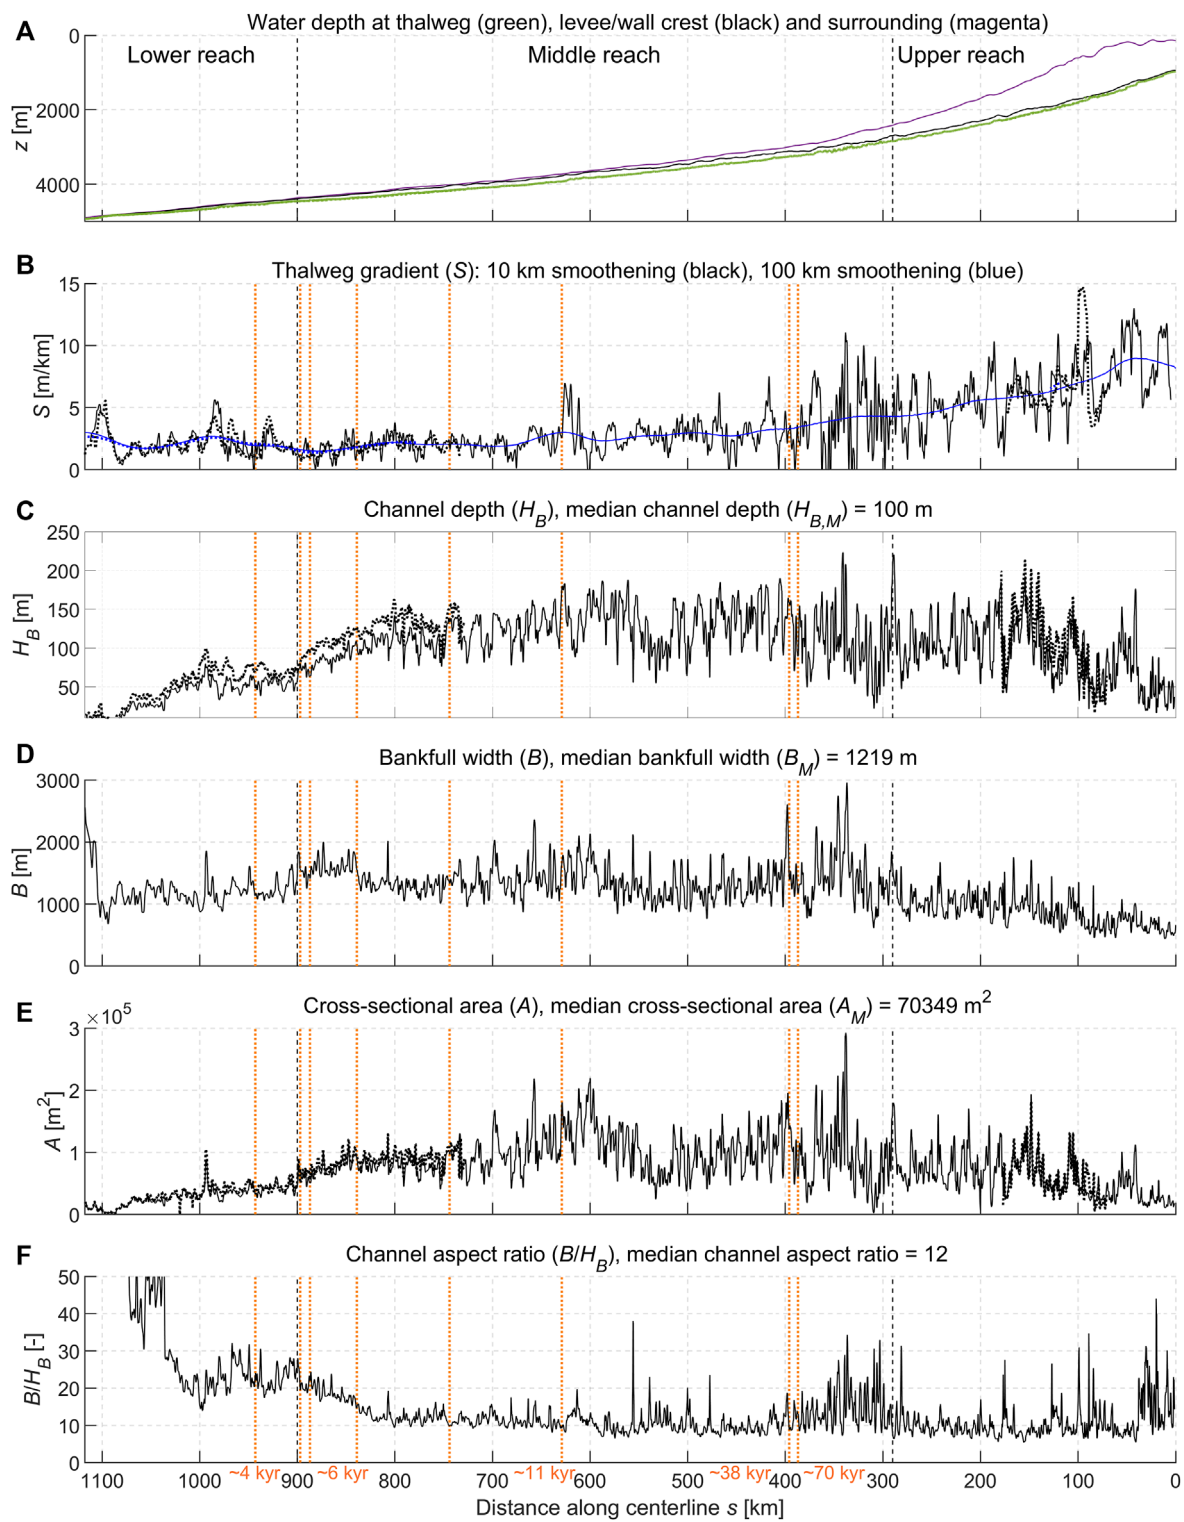 A
Water depth at thalweg (green), levee/wall crest (black) and surrounding (magenta)
Lower reach
Middle reach
Upper reach
0
2000
4000
z [m]
B
Thalweg gradient (S): 10 km smoothening (black), 100 km smoothening (blue)
15
10
5
0
S [m/km]
C
Channel depth (H_B), median channel depth (H_B,M) = 100 m
250
200
150
100
50
H_B [m]
D
Bankfull width (B), median bankfull width (B_M) = 1219 m
3000
2000
1000
0
B [m]
E
Cross-sectional area (A), median cross-sectional area (A_M) = 70349 m²
×10⁵
3
2
1
0
A [m²]
F
Channel aspect ratio (B/H_B), median channel aspect ratio = 12
50
40
30
20
10
0
B/H_B [-]
~4 kyr
~6 kyr
~11 kyr
~38 kyr
~70 kyr
1100 1000 900 800 700 600 500 400 300 200 100 0
Distance along centerline s [km]